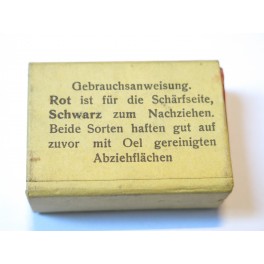 Gebrauchsanweisung.
Rot ist für die Schärfseite,
Schwarz zum Nachziehen.
Beide Sorten haften gut auf
zuvor mit Oel gereinigten
Abziehflächen